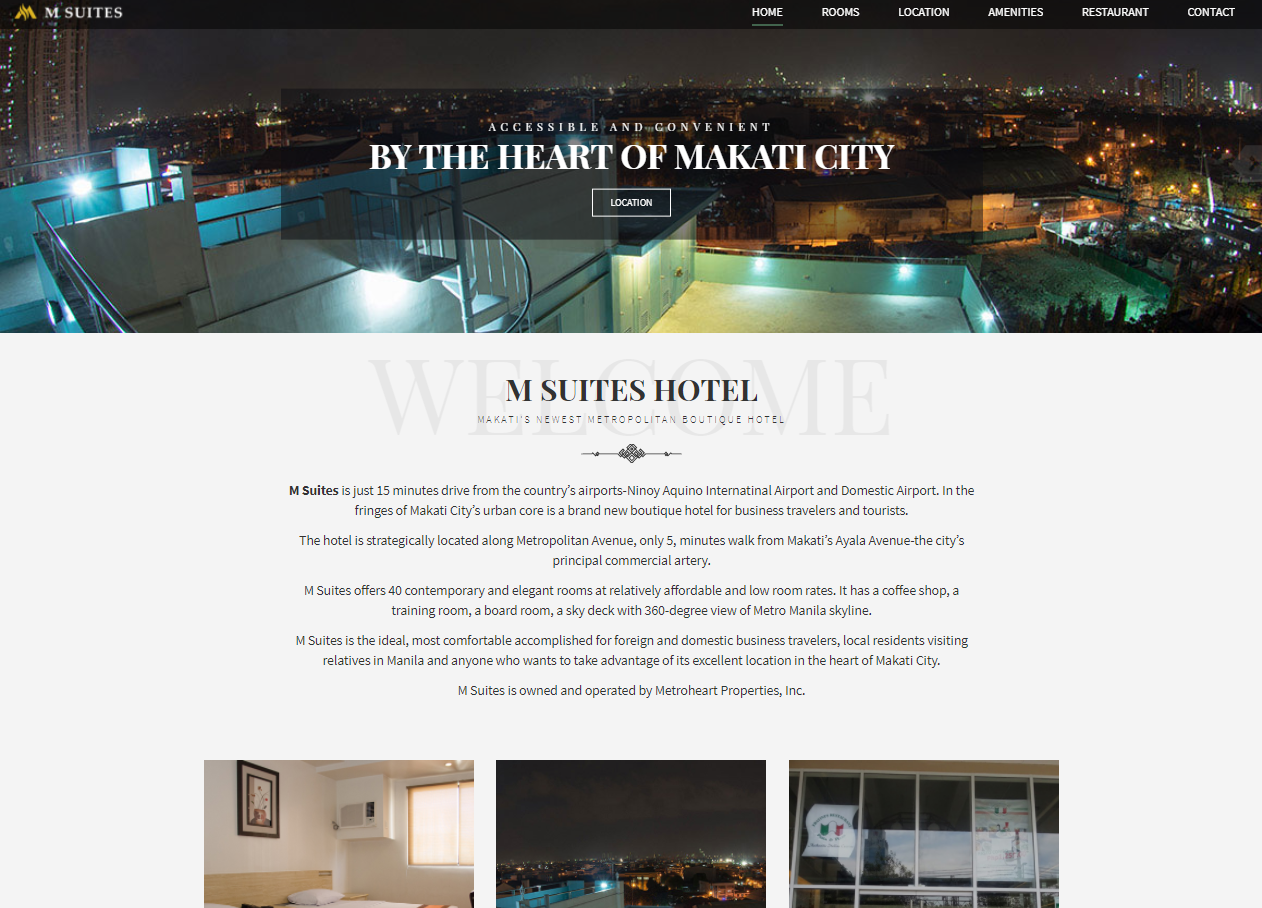 M SUITES
HOME ROOMS LOCATION AMENITIES RESTAURANT CONTACT
ACCESSIBLE AND CONVENIENT
BY THE HEART OF MAKATI CITY
LOCATION
WELCOME
M SUITES HOTEL
MAKATI'S NEWEST METROPOLITAN BOUTIQUE HOTEL
M Suites is just 15 minutes drive from the country’s airports-Ninoy Aquino Internatinal Airport and Domestic Airport. In the
fringes of Makati City’s urban core is a brand new boutique hotel for business travelers and tourists.
The hotel is strategically located along Metropolitan Avenue, only 5, minutes walk from Makati’s Ayala Avenue-the city’s
principal commercial artery.
M Suites offers 40 contemporary and elegant rooms at relatively affordable and low room rates. It has a coffee shop, a
training room, a board room, a sky deck with 360-degree view of Metro Manila skyline.
M Suites is the ideal, most comfortable accomplished for foreign and domestic business travelers, local residents visiting
relatives in Manila and anyone who wants to take advantage of its excellent location in the heart of Makati City.
M Suites is owned and operated by Metroheart Properties, Inc.